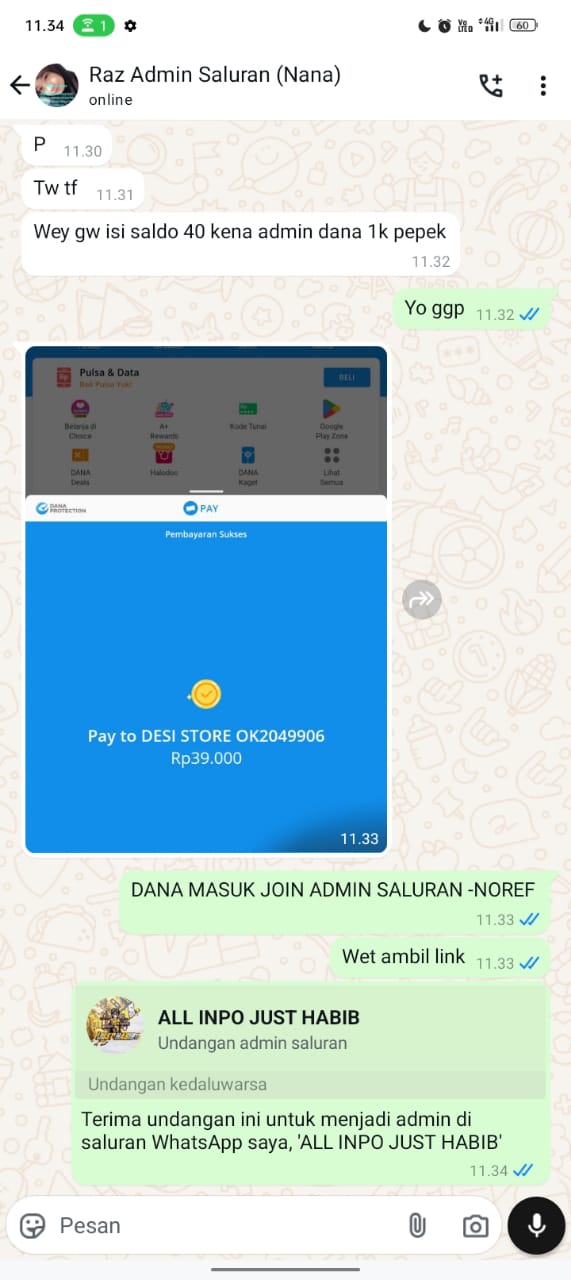 11.34
1
Vo
LTE
4G
60
Raz Admin Saluran (Nana)
online
P 11.30
Tw tf 11.31
Wey gw isi saldo 40 kena admin dana 1k pepek
11.32
Yo ggp 11.32
Pulsa & Data
Beli Pulsa Yuk!
BELI
Belanja di Choice
A+ Rewards
Kode Tunai
Google Play Zone
DANA Deals
Halodoc
DANA Kaget
Lihat Semua
DANA PROTECTION
PAY
Pembayaran Sukses
Pay to DESI STORE OK2049906
Rp39.000
11.33
DANA MASUK JOIN ADMIN SALURAN -NOREF
11.33
Wet ambil link 11.33
ALL INPO JUST HABIB
Undangan admin saluran
Undangan kedaluwarsa
Terima undangan ini untuk menjadi admin di
saluran WhatsApp saya, 'ALL INPO JUST HABIB'
11.34
Pesan